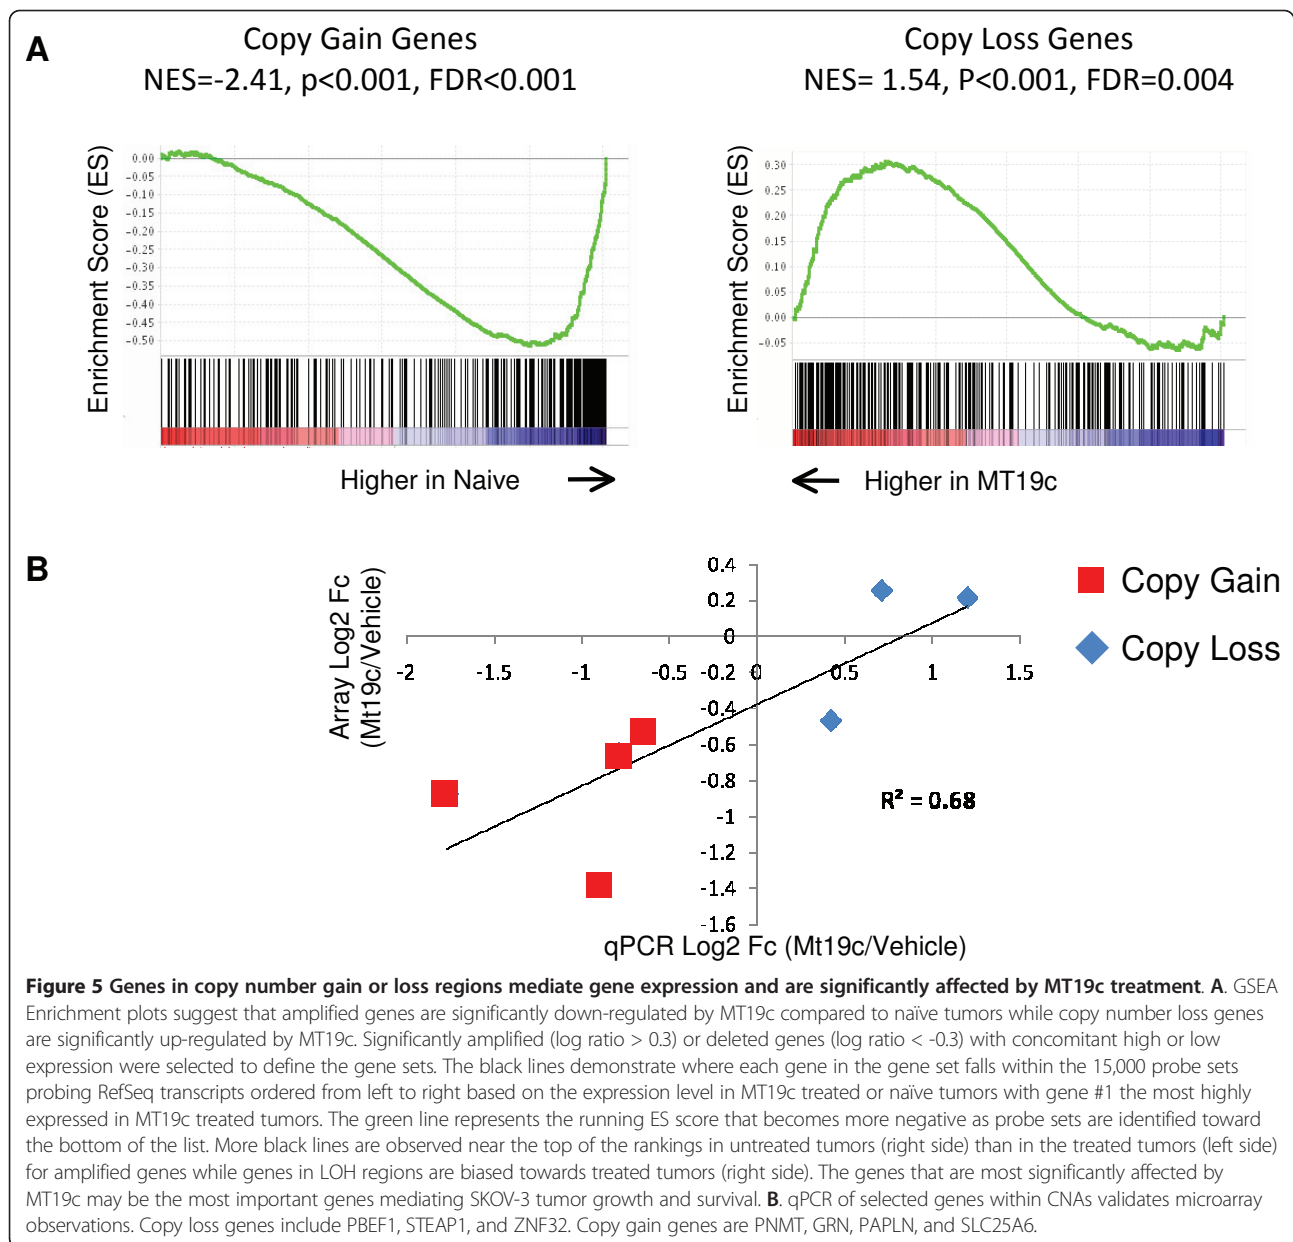 A
Copy Gain Genes
NES=-2.41, p<0.001, FDR<0.001
Enrichment Score (ES)
0.00
-0.05
-0.10
-0.15
-0.20
-0.25
-0.30
-0.35
-0.40
-0.45
-0.50
Higher in Naive
Copy Loss Genes
NES= 1.54, P<0.001, FDR=0.004
Enrichment Score (ES)
0.30
0.25
0.20
0.15
0.10
0.05
0.00
-0.05
Higher in MT19c
B
Array Log2 Fc
(Mt19c/Vehicle)
0.4
0.2
0
-0.2
-0.4
-0.6
-0.8
-1
-1.2
-1.4
-1.6
-2 -1.5 -1 -0.5 0 0.5 1 1.5
R² = 0.68
qPCR Log2 Fc (Mt19c/Vehicle)
Copy Gain
Copy Loss
Figure 5 Genes in copy number gain or loss regions mediate gene expression and are significantly affected by MT19c treatment. A. GSEA
Enrichment plots suggest that amplified genes are significantly down-regulated by MT19c compared to naïve tumors while copy number loss genes
are significantly up-regulated by MT19c. Significantly amplified (log ratio > 0.3) or deleted genes (log ratio < -0.3) with concomitant high or low
expression were selected to define the gene sets. The black lines demonstrate where each gene in the gene set falls within the 15,000 probe sets
probing RefSeq transcripts ordered from left to right based on the expression level in MT19c treated or naïve tumors with gene #1 the most highly
expressed in MT19c treated tumors. The green line represents the running ES score that becomes more negative as probe sets are identified toward
the bottom of the list. More black lines are observed near the top of the rankings in untreated tumors (right side) than in the treated tumors (left side)
for amplified genes while genes in LOH regions are biased towards treated tumors (right side). The genes that are most significantly affected by
MT19c may be the most important genes mediating SKOV-3 tumor growth and survival. B. qPCR of selected genes within CNAs validates microarray
observations. Copy loss genes include PBEF1, STEAP1, and ZNF32. Copy gain genes are PNMT, GRN, PAPLN, and SLC25A6.